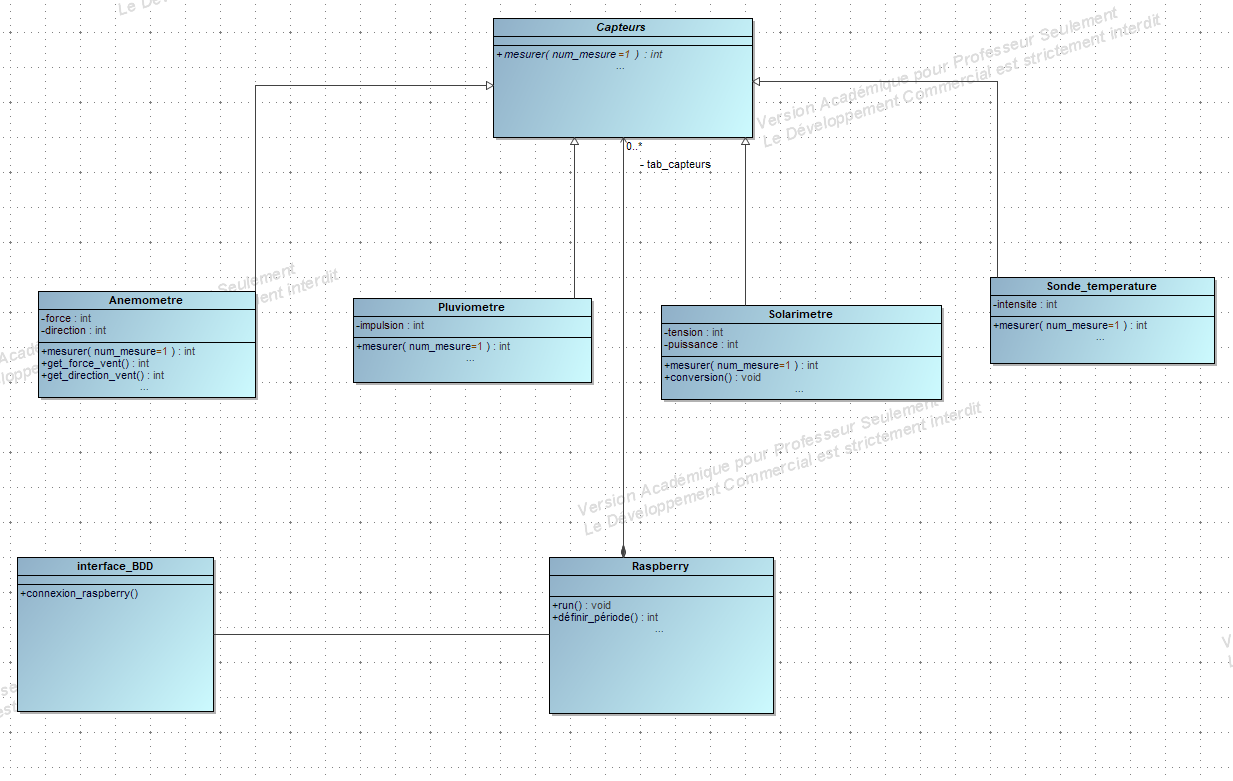 Le Dé
Capteurs
+ mesurer( num_mesure =1 ) : int
...
Version Académique pour Professeur Seulement
Le Développement Commercial est strictement interdit
0..*
- tab_capteurs
Seulement
ent interdit
Anemometre
-force : int
-direction : int
+mesurer( num_mesure=1 ) : int
+get_force_vent() : int
+get_direction_vent() : int
...
Pluviometre
-impulsion : int
+mesurer( num_mesure=1 ) : int
...
Solarimetre
-tension : int
-puissance : int
+mesurer( num_mesure=1 ) : int
+conversion() : void
...
Sonde_temperature
-intensite : int
+mesurer( num_mesure=1 ) : int
...
Version Académique pour Professeur Seulement
Le Développement Commercial est strictement interdit
interface_BDD
+connexion_raspberry()
Raspberry
+run() : void
+définir_période() : int
...